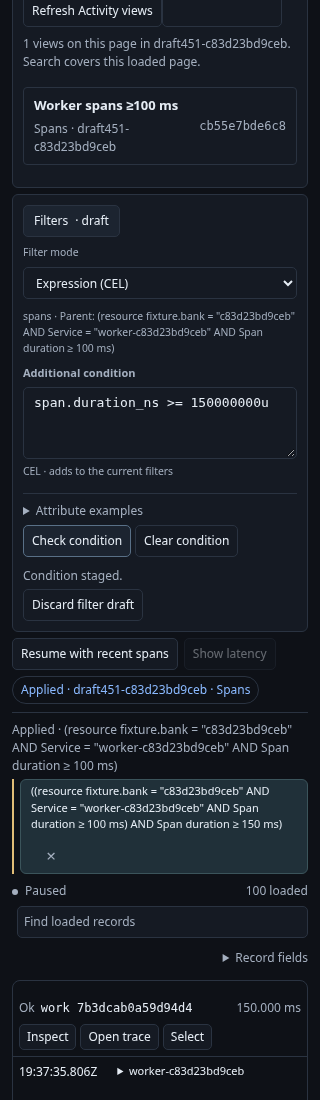 Refresh Activity views
1 views on this page in draft451-c83d23bd9ceb.
Search covers this loaded page.
Worker spans ≥100 ms
Spans · draft451-
c83d23bd9ceb
cb55e7bde6c8
Filters · draft
Filter mode
Expression (CEL)
spans · Parent: (resource fixture.bank = "c83d23bd9ceb"
AND Service = "worker-c83d23bd9ceb" AND Span
duration ≥ 100 ms)
Additional condition
span.duration_ns >= 150000000u
CEL · adds to the current filters
▶ Attribute examples
Check condition
Clear condition
Condition staged.
Discard filter draft
Resume with recent spans
Show latency
Applied · draft451-c83d23bd9ceb · Spans
Applied · (resource fixture.bank = "c83d23bd9ceb"
AND Service = "worker-c83d23bd9ceb" AND Span
duration ≥ 100 ms)
((resource fixture.bank = "c83d23bd9ceb" AND
Service = "worker-c83d23bd9ceb" AND Span
duration ≥ 100 ms) AND Span duration ≥ 150 ms)
×
Paused
100 loaded
Find loaded records
▶ Record fields
Ok work 7b3dcab0a59d94d4
150.000 ms
Inspect
Open trace
Select
19:37:35.806Z
▶ worker-c83d23bd9ceb